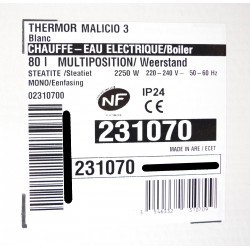 THERMOR MALICIO 3
Blanc
CHAUFFE-EAU ELECTRIQUE/Boiler
80 l MULTIPOSITION/ Weerstand
STEATITE /Steatiet 2250 W 220-240 V~ 50-60 Hz
MONO/Eenfasing
02310700
NF
IP24
CE
231070
MADE IN ARE / ECET
231070